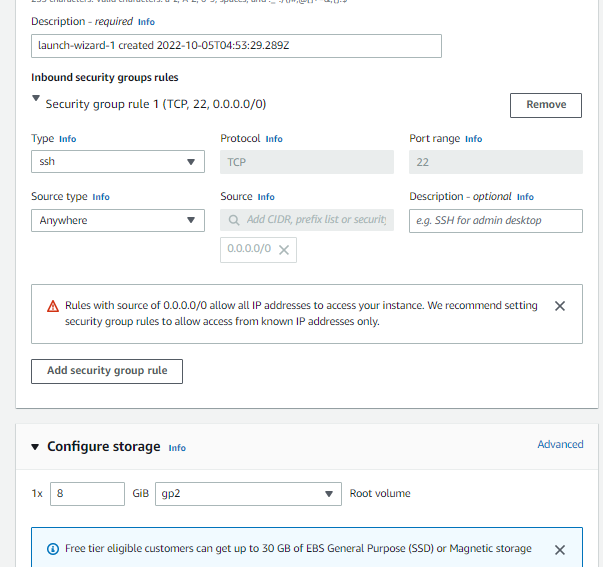 Description - required Info
launch-wizard-1 created 2022-10-05T04:53:29.289Z
Inbound security groups rules
Security group rule 1 (TCP, 22, 0.0.0.0/0)
Remove
Type Info
Protocol Info
Port range Info
ssh
TCP
22
Source type Info
Source Info
Description - optional Info
Anywhere
Add CIDR, prefix list or security
e.g. SSH for admin desktop
0.0.0.0/0
Rules with source of 0.0.0.0/0 allow all IP addresses to access your instance. We recommend setting
security group rules to allow access from known IP addresses only.
Add security group rule
Configure storage Info
Advanced
1x
8
GiB
gp2
Root volume
Free tier eligible customers can get up to 30 GB of EBS General Purpose (SSD) or Magnetic storage